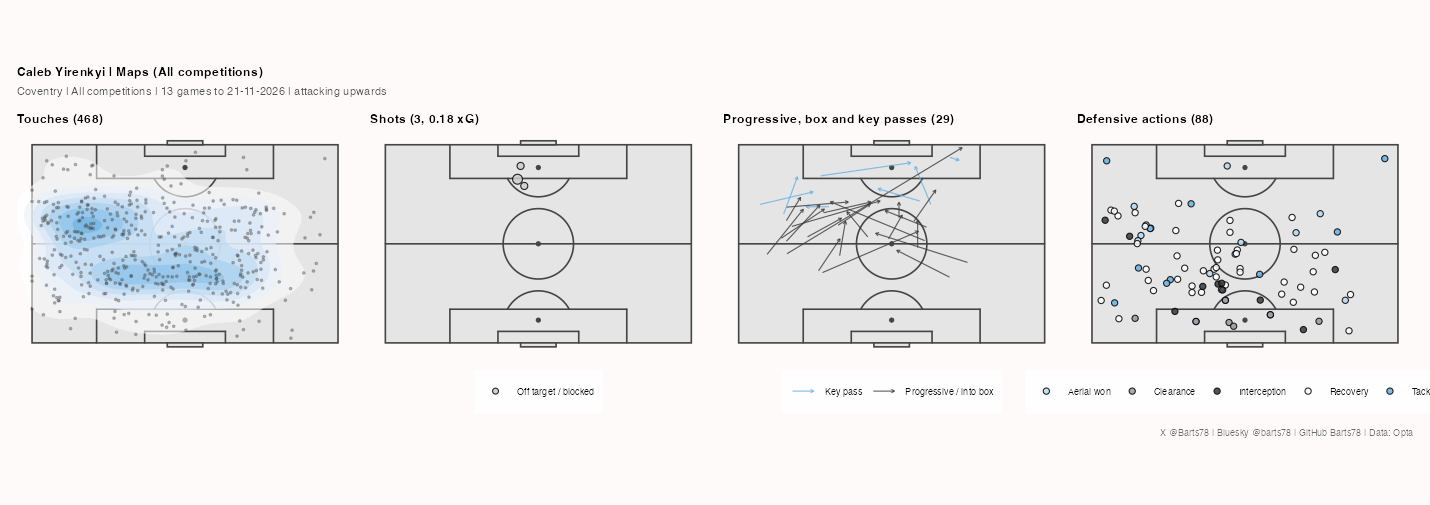 Caleb Yirenkyi | Maps (All competitions)
Coventry | All competitions | 13 games to 21-11-2026 | attacking upwards
Touches (468)
Shots (3, 0.18 xG)
Progressive, box and key passes (29)
Defensive actions (88)
Off target / blocked
Key pass
Progressive / into box
Aerial won
Clearance
Interception
Recovery
Tack
X @Barts78 | Bluesky @barts78 | GitHub Barts78 | Data: Opta